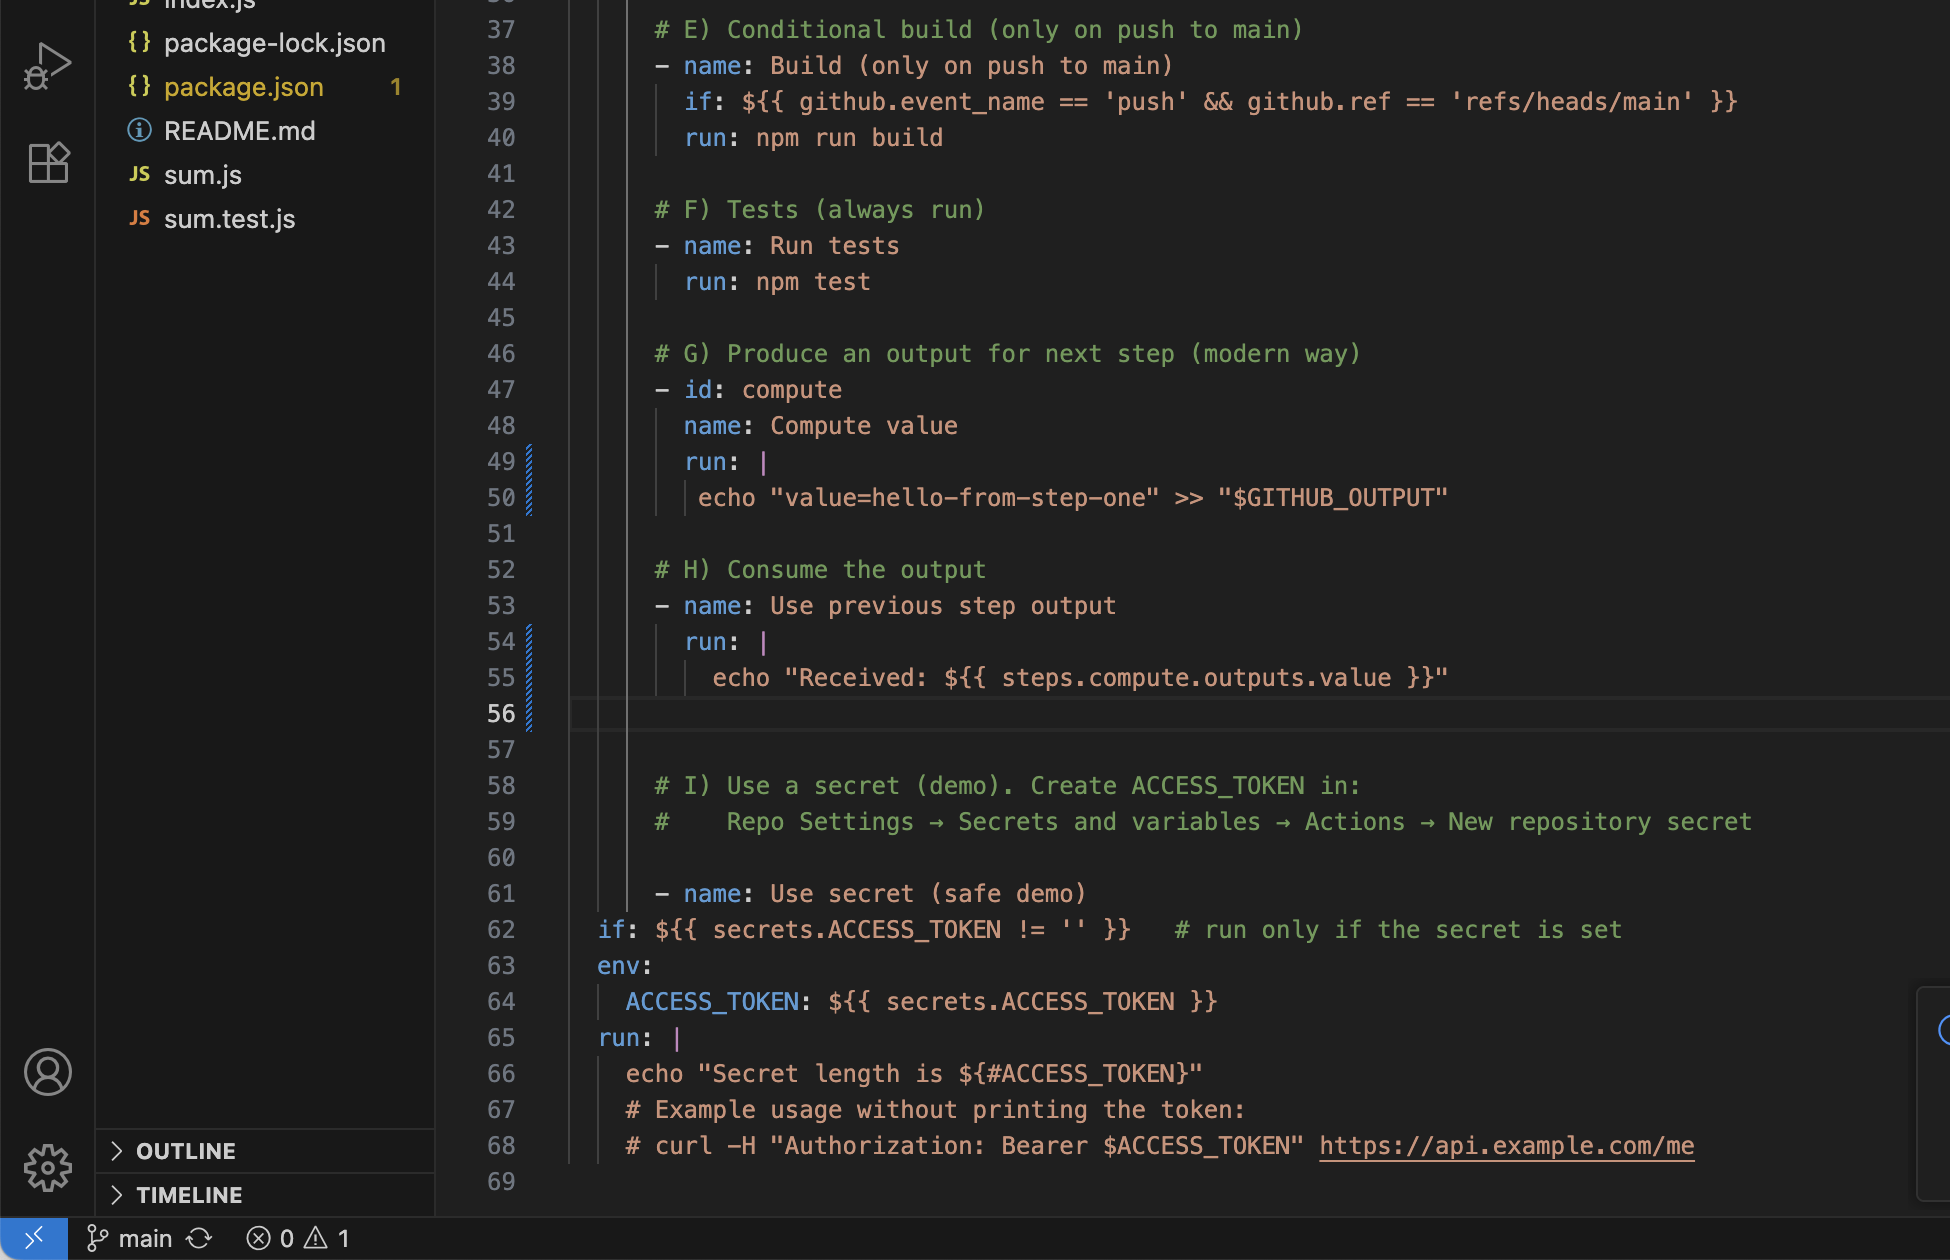 index.js
{} package-lock.json
{} package.json 1
README.md
JS sum.js
JS sum.test.js
OUTLINE
TIMELINE
37 # E) Conditional build (only on push to main)
38 - name: Build (only on push to main)
39 if: ${{ github.event_name == 'push' && github.ref == 'refs/heads/main' }}
40 run: npm run build
41
42 # F) Tests (always run)
43 - name: Run tests
44 run: npm test
45
46 # G) Produce an output for next step (modern way)
47 - id: compute
48 name: Compute value
49 run: |
50 echo "value=hello-from-step-one" >> "$GITHUB_OUTPUT"
51
52 # H) Consume the output
53 - name: Use previous step output
54 run: |
55 echo "Received: ${{ steps.compute.outputs.value }}"
56
57
58 # I) Use a secret (demo). Create ACCESS_TOKEN in:
59 # Repo Settings → Secrets and variables → Actions → New repository secret
60
61 - name: Use secret (safe demo)
62 if: ${{ secrets.ACCESS_TOKEN != '' }} # run only if the secret is set
63 env:
64 ACCESS_TOKEN: ${{ secrets.ACCESS_TOKEN }}
65 run: |
66 echo "Secret length is ${#ACCESS_TOKEN}"
67 # Example usage without printing the token:
68 # curl -H "Authorization: Bearer $ACCESS_TOKEN" https://api.example.com/me
69
main 0 1